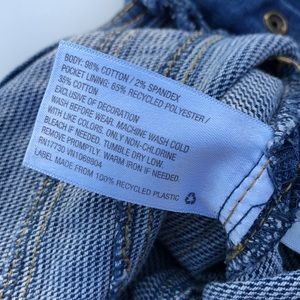 BODY: 98% COTTON / 2% SPANDEX
POCKET LINING: 65% RECYCLED POLYESTER /
35% COTTON
EXCLUSIVE OF DECORATION
WASH BEFORE WEAR. MACHINE WASH COLD
WITH LIKE COLORS. ONLY NON-CHLORINE
BLEACH IF NEEDED. TUMBLE DRY LOW.
REMOVE PROMPTLY. WARM IRON IF NEEDED.
RN17730 VN1069904
LABEL MADE FROM 100% RECYCLED PLASTIC